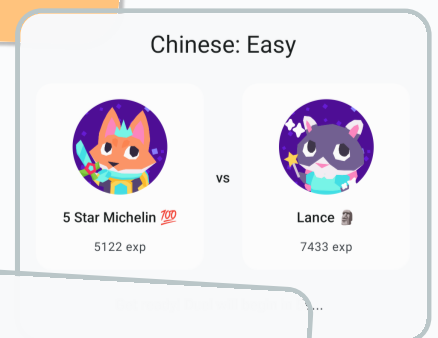 Chinese: Easy
5 Star Michelin 💯
vs
Lance 🗿
5122 exp
7433 exp